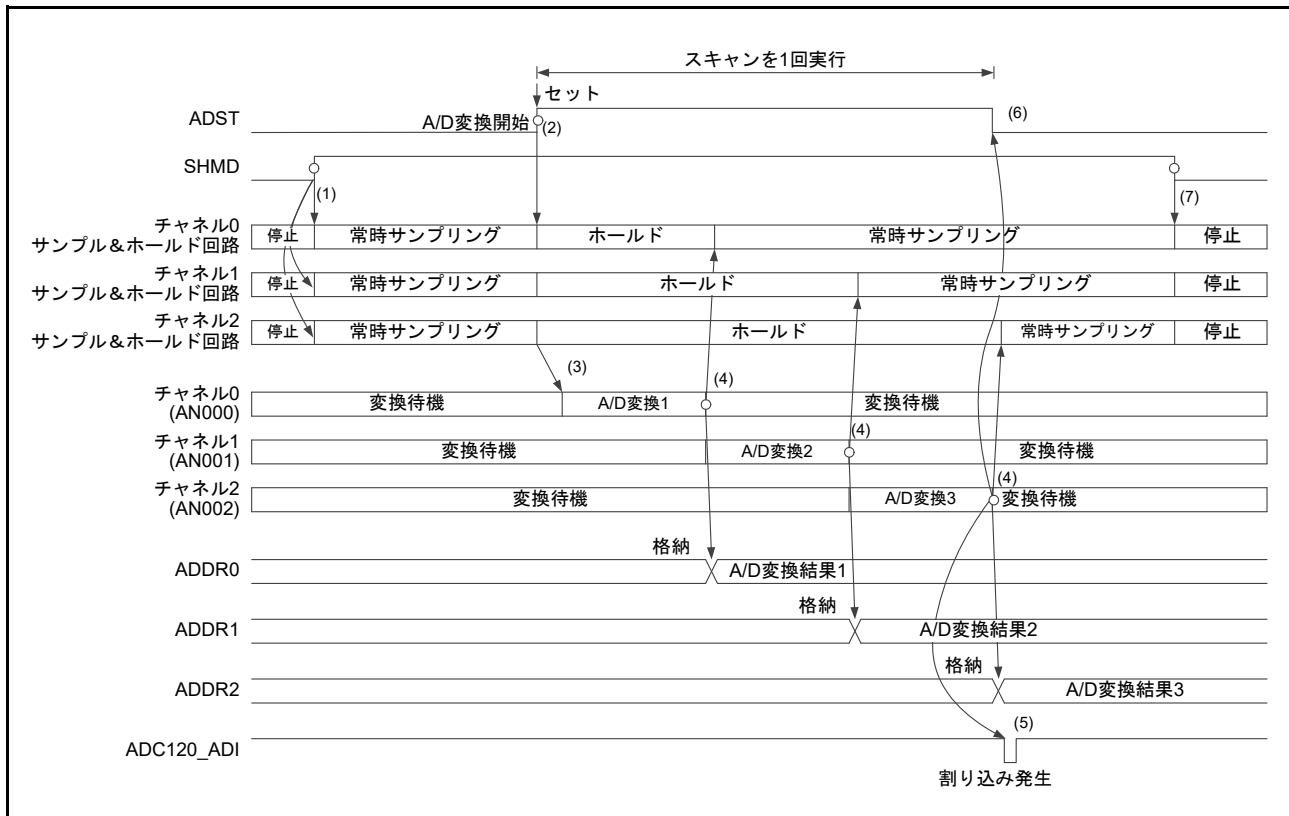 スキャンを1回実行
セット
ADST
A/D変換開始
(2)
(6)
SHMD
(1)
(7)
チャネル0
サンプル＆ホールド回路
停止
常時サンプリング
ホールド
常時サンプリング
停止
チャネル1
サンプル＆ホールド回路
停止
常時サンプリング
ホールド
常時サンプリング
停止
チャネル2
サンプル＆ホールド回路
停止
常時サンプリング
ホールド
常時サンプリング
停止
(3)
(4)
チャネル0
(AN000)
変換待機
A/D変換1
変換待機
(4)
チャネル1
(AN001)
変換待機
A/D変換2
変換待機
(4)
チャネル2
(AN002)
変換待機
A/D変換3
変換待機
格納
ADDR0
A/D変換結果1
格納
ADDR1
A/D変換結果2
格納
ADDR2
A/D変換結果3
(5)
ADC120_ADI
割り込み発生